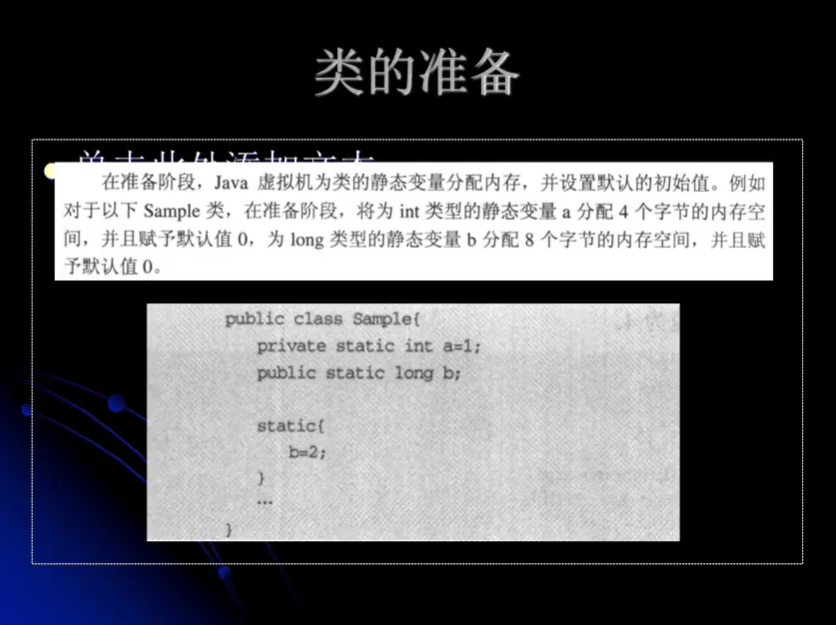 类的准备
单击此处添加文本
在准备阶段，Java 虚拟机为类的静态变量分配内存，并设置默认的初始值。例如
对于以下 Sample 类，在准备阶段，将为 int 类型的静态变量 a 分配 4 个字节的内存空
间，并且赋予默认值 0，为 long 类型的静态变量 b 分配 8 个字节的内存空间，并且赋
予默认值 0。
public class Sample{
private static int a=1;
public static long b;
static{
b=2;
}
...
}